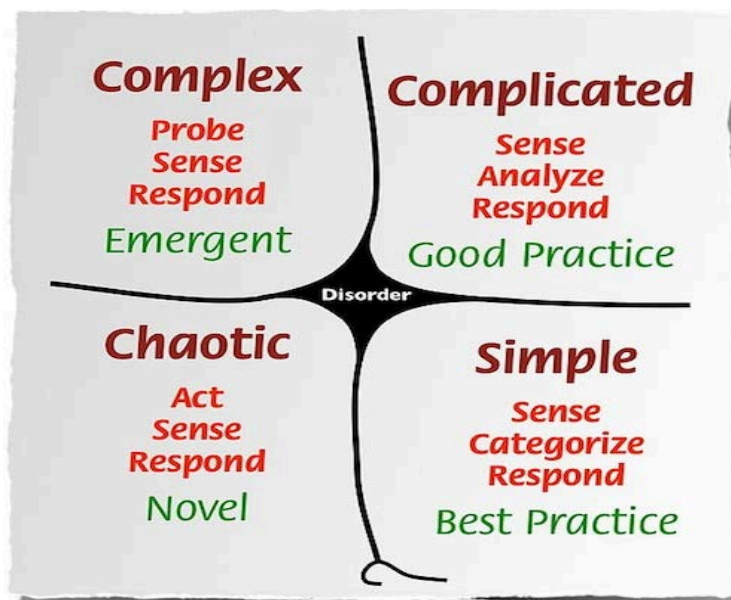 Complex
Probe
Sense
Respond
Emergent
Complicated
Sense
Analyze
Respond
Good Practice
Disorder
Chaotic
Act
Sense
Respond
Novel
Simple
Sense
Categorize
Respond
Best Practice